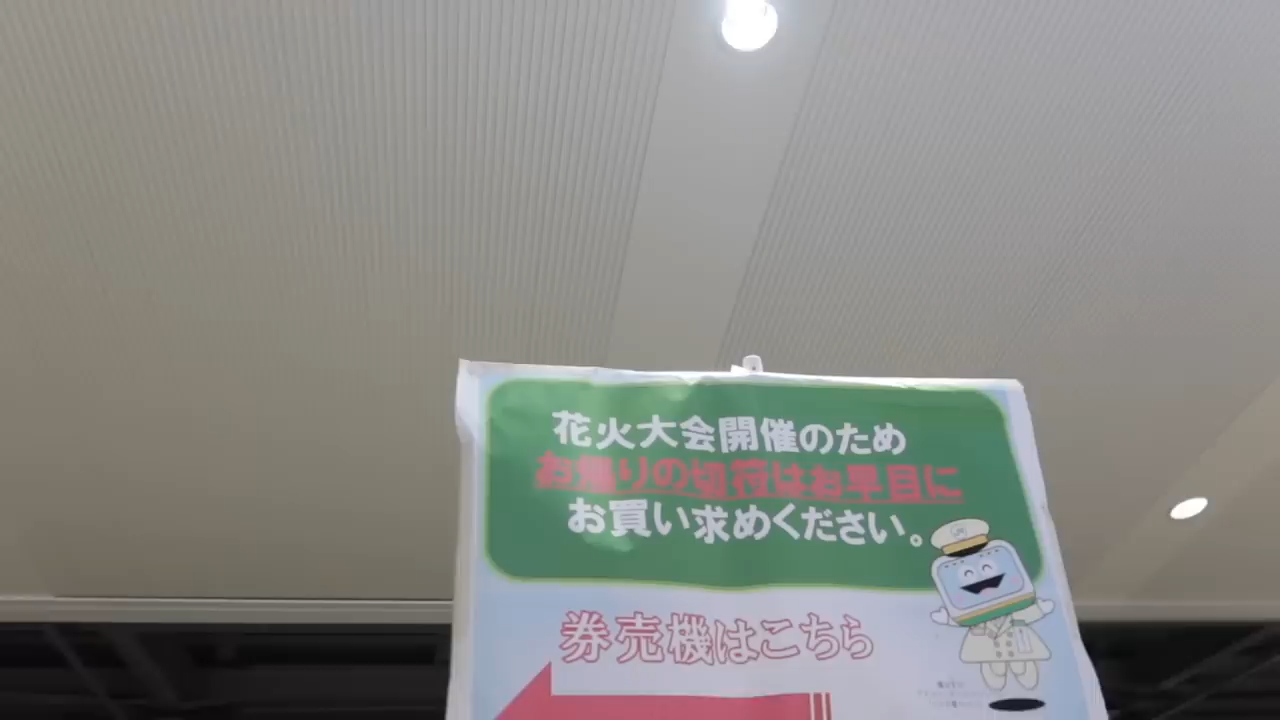 花火大会開催のため
お帰りの切符はお早目に
お買い求めください。
券売機はこちら